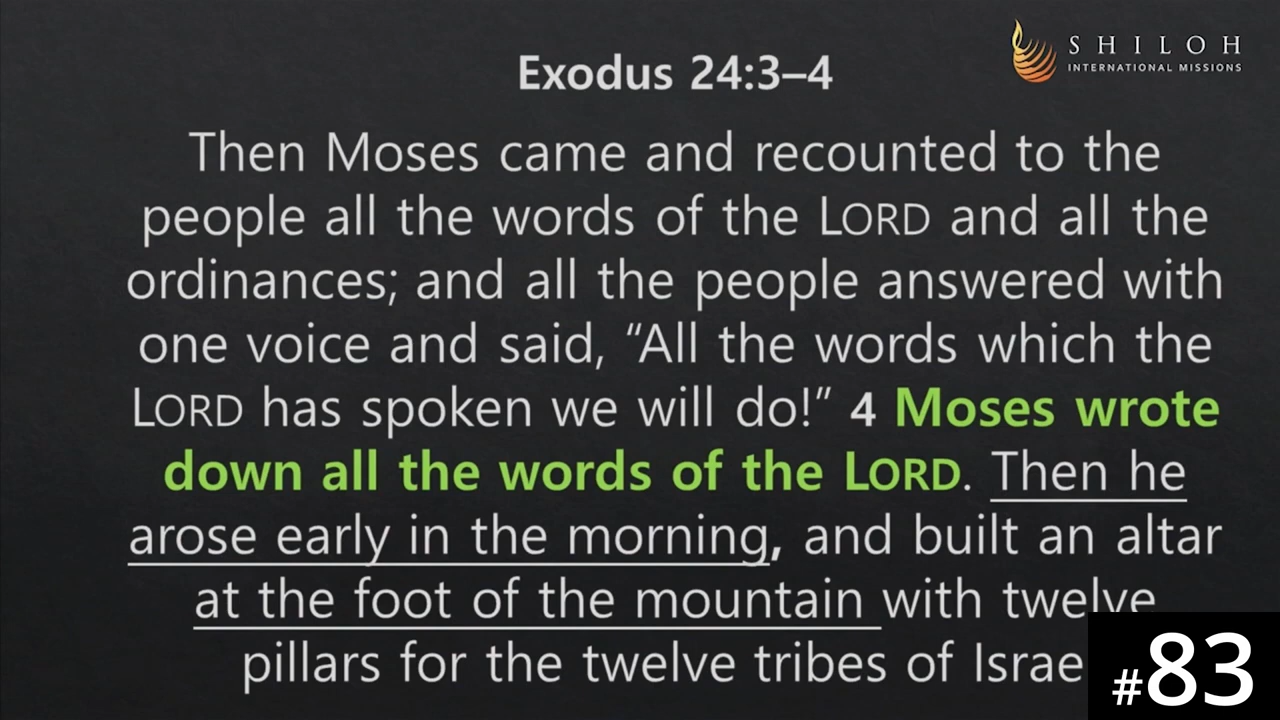 SHILOH
INTERNATIONAL MISSIONS
Exodus 24:3–4
Then Moses came and recounted to the
people all the words of the LORD and all the
ordinances; and all the people answered with
one voice and said, “All the words which the
LORD has spoken we will do!” 4 Moses wrote
down all the words of the LORD. Then he
arose early in the morning, and built an altar
at the foot of the mountain with twelve
pillars for the twelve tribes of Israe
#83